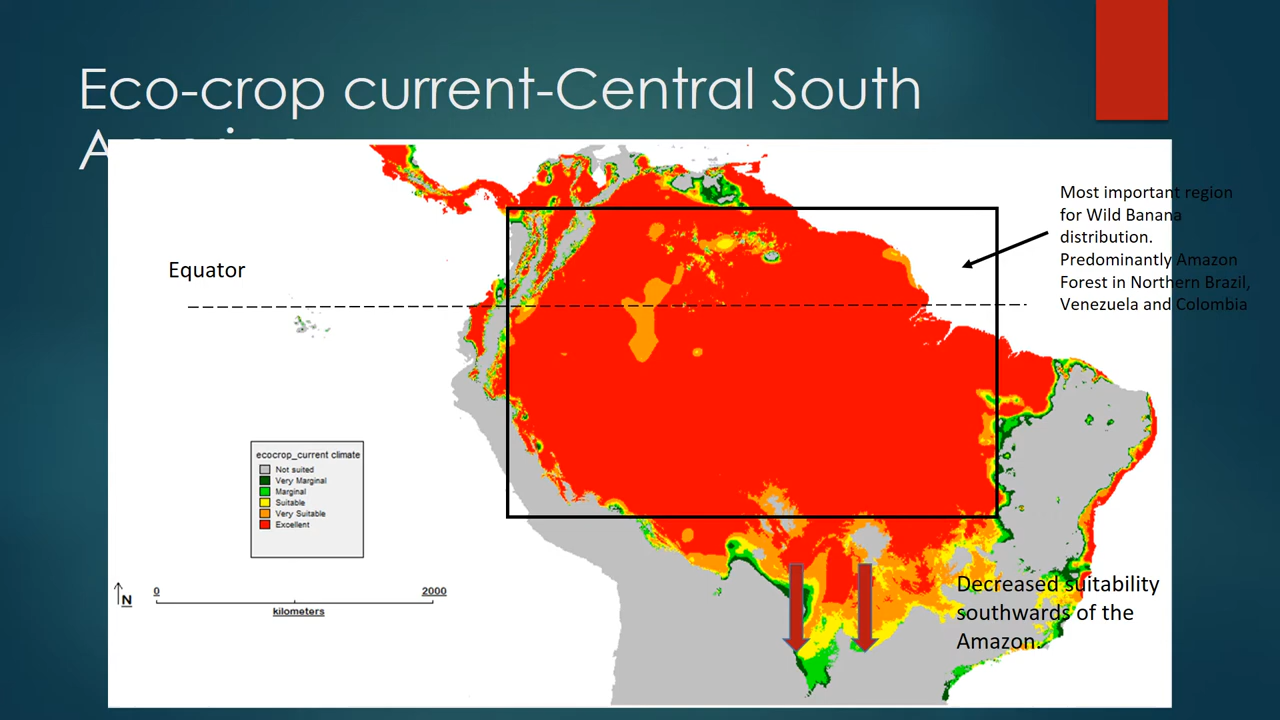 Eco-crop current-Central South
America
Most important region
for Wild Banana
distribution.
Predominantly Amazon
Forest in Northern Brazil,
Venezuela and Colombia
Equator
ecocrop_current climate
Not suited
Very Marginal
Marginal
Suitable
Very Suitable
Excellent
N
0
2000
kilometers
Decreased suitability
southwards of the
Amazon.